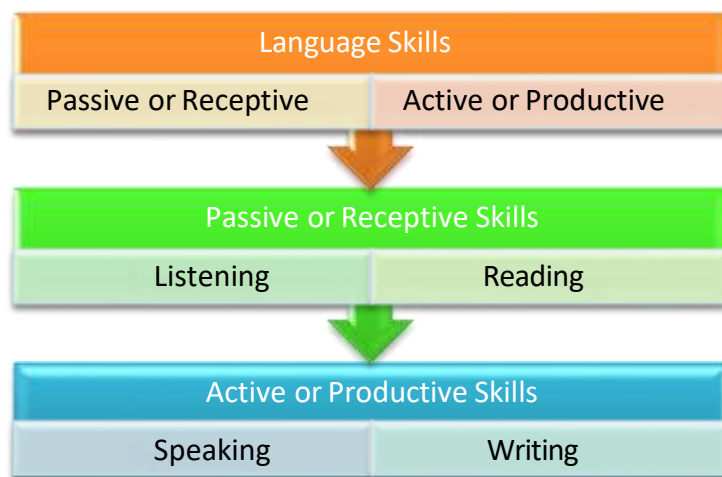 Language Skills
Passive or Receptive Active or Productive
Passive or Receptive Skills
Listening Reading
Active or Productive Skills
Speaking Writing